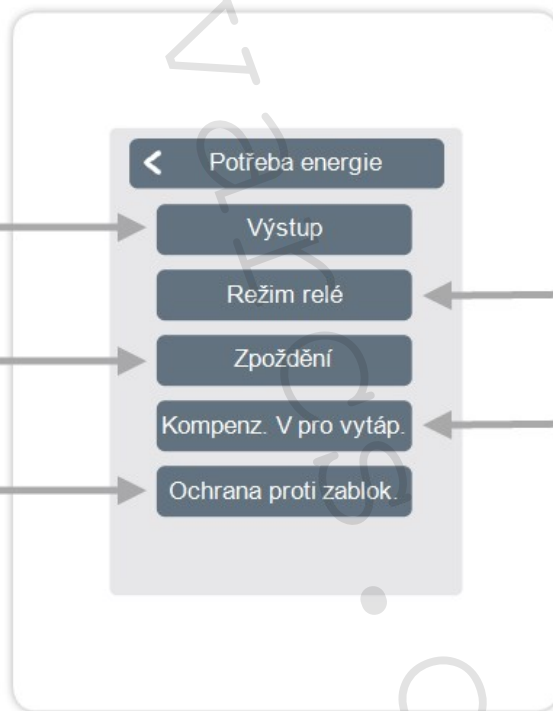 Potřeba energie
Výstup
Režim relé
Zpoždění
Kompenz. V pro vytáp.
Ochrana proti zablok.